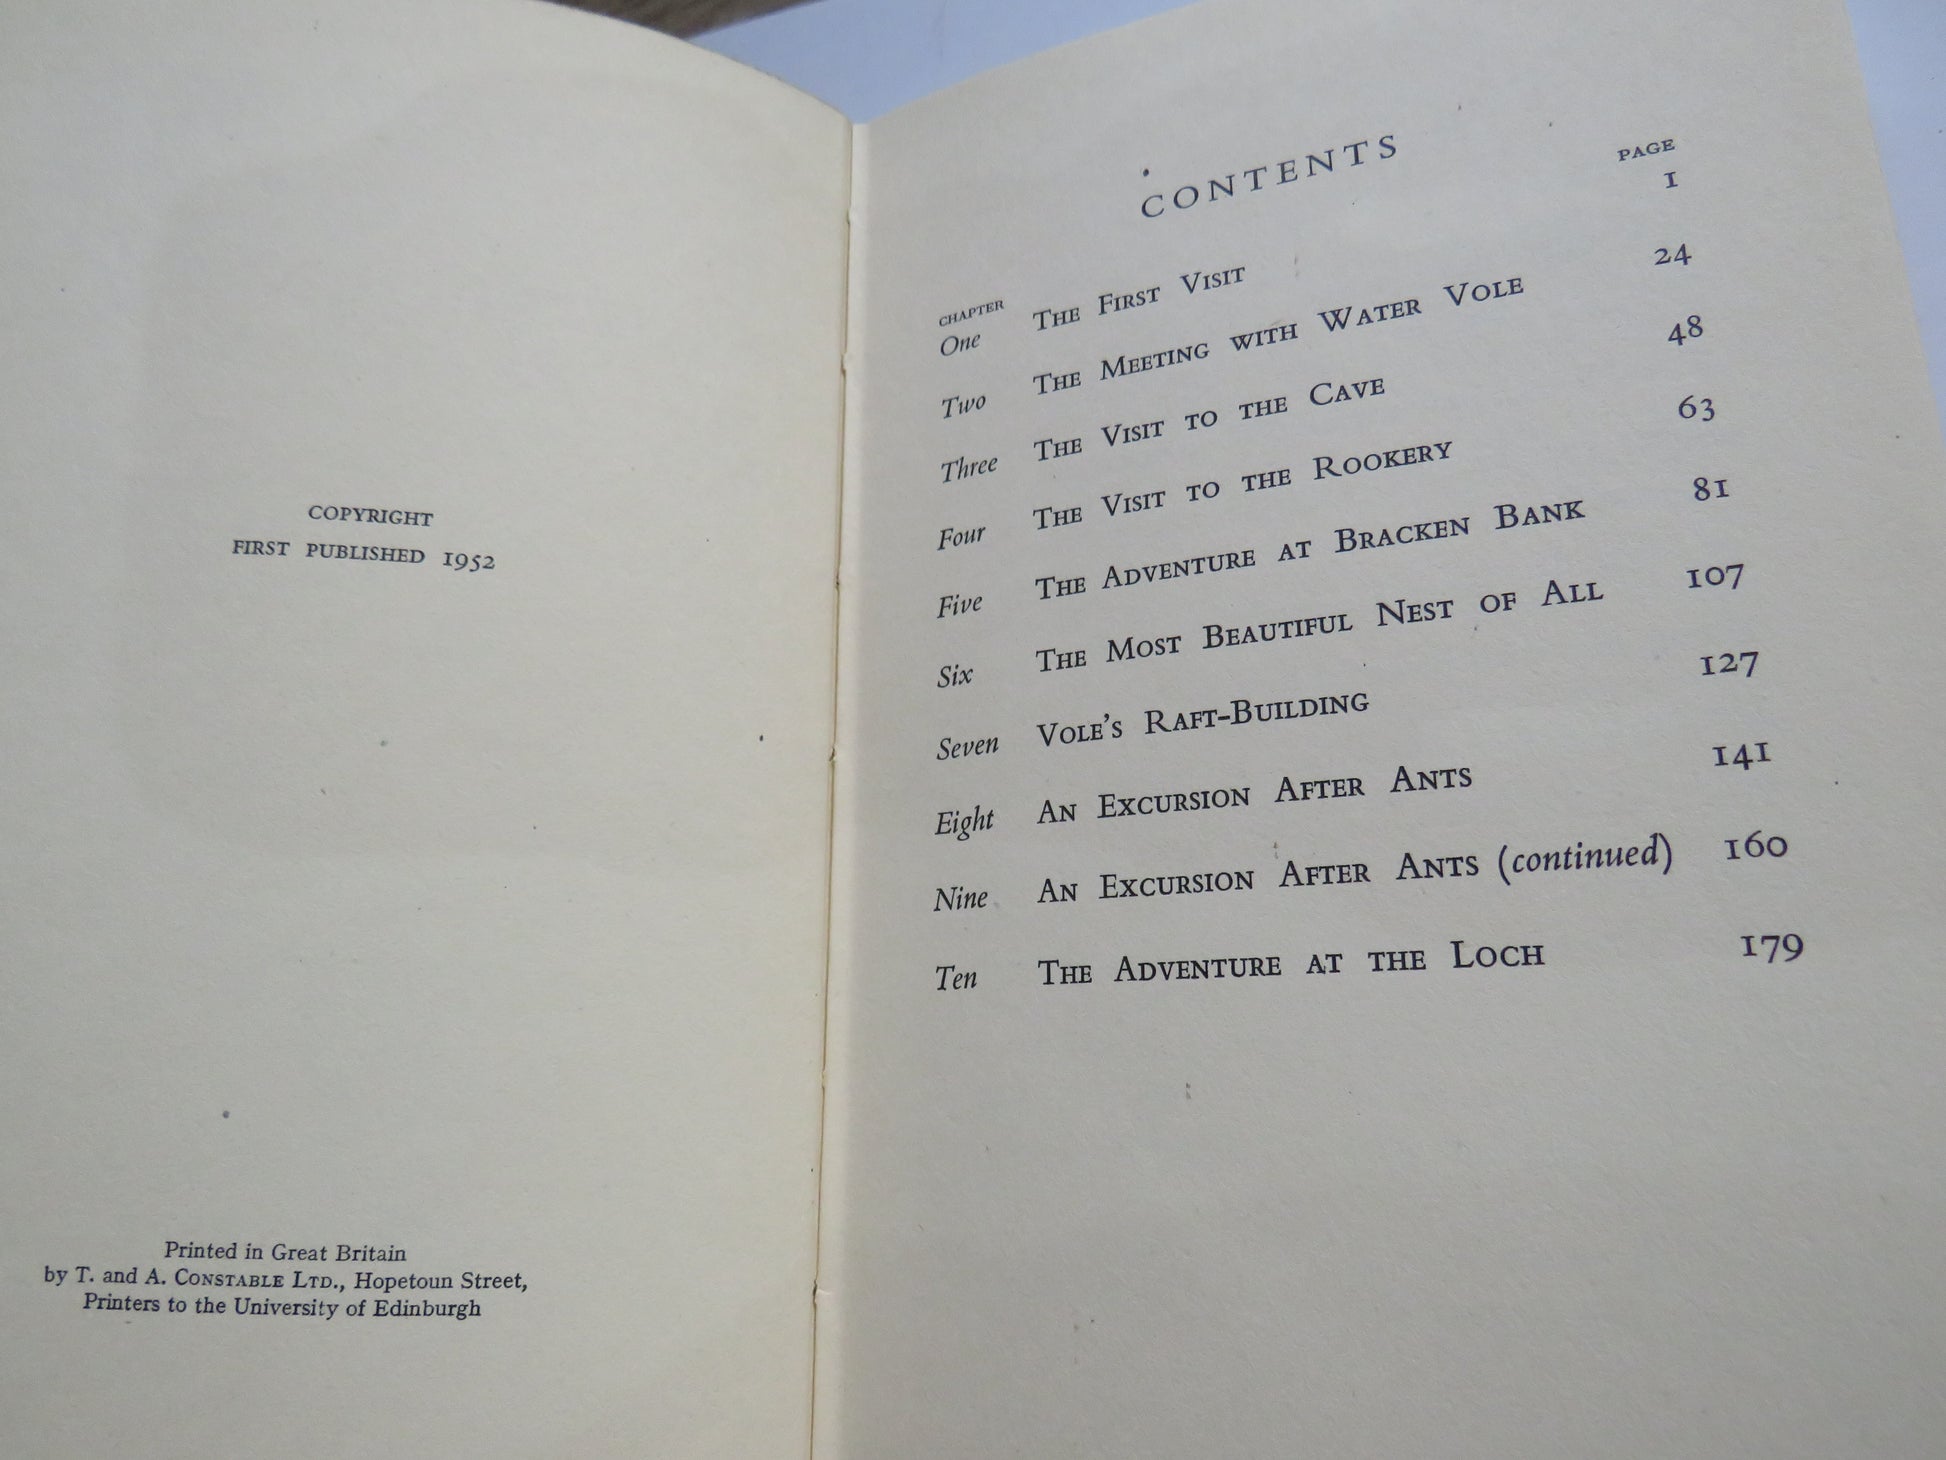 COPYRIGHT
FIRST PUBLISHED 1952
Printed in Great Britain
by T. and A. CONSTABLE LTD., Hopetoun Street,
Printers to the University of Edinburgh
CONTENTS
CHAPTER PAGE
One THE FIRST VISIT 1
Two THE MEETING WITH WATER VOLE 24
Three THE VISIT TO THE CAVE 48
Four THE VISIT TO THE ROOKERY 63
Five THE ADVENTURE AT BRACKEN BANK 81
Six THE MOST BEAUTIFUL NEST OF ALL 107
Seven VOLE'S RAFT-BUILDING 127
Eight AN EXCURSION AFTER ANTS 141
Nine AN EXCURSION AFTER ANTS (continued) 160
Ten THE ADVENTURE AT THE LOCH 179